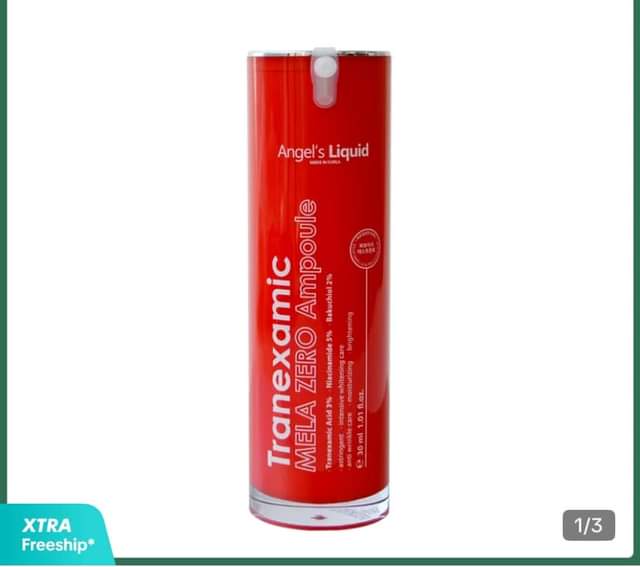 Angel's Liquid
MADE IN KOREA
Tranexamic
MELA ZERO Ampoule
· Tranexamic Acid 3% · Niacinamide 5% · Bakuchiol 2%
· astringent · intensive whitening care
· anti wrinkle care · moisturizing · brightening
℮ 30 ml 1.01 fl.oz.
XTRA
Freeship*
1/3